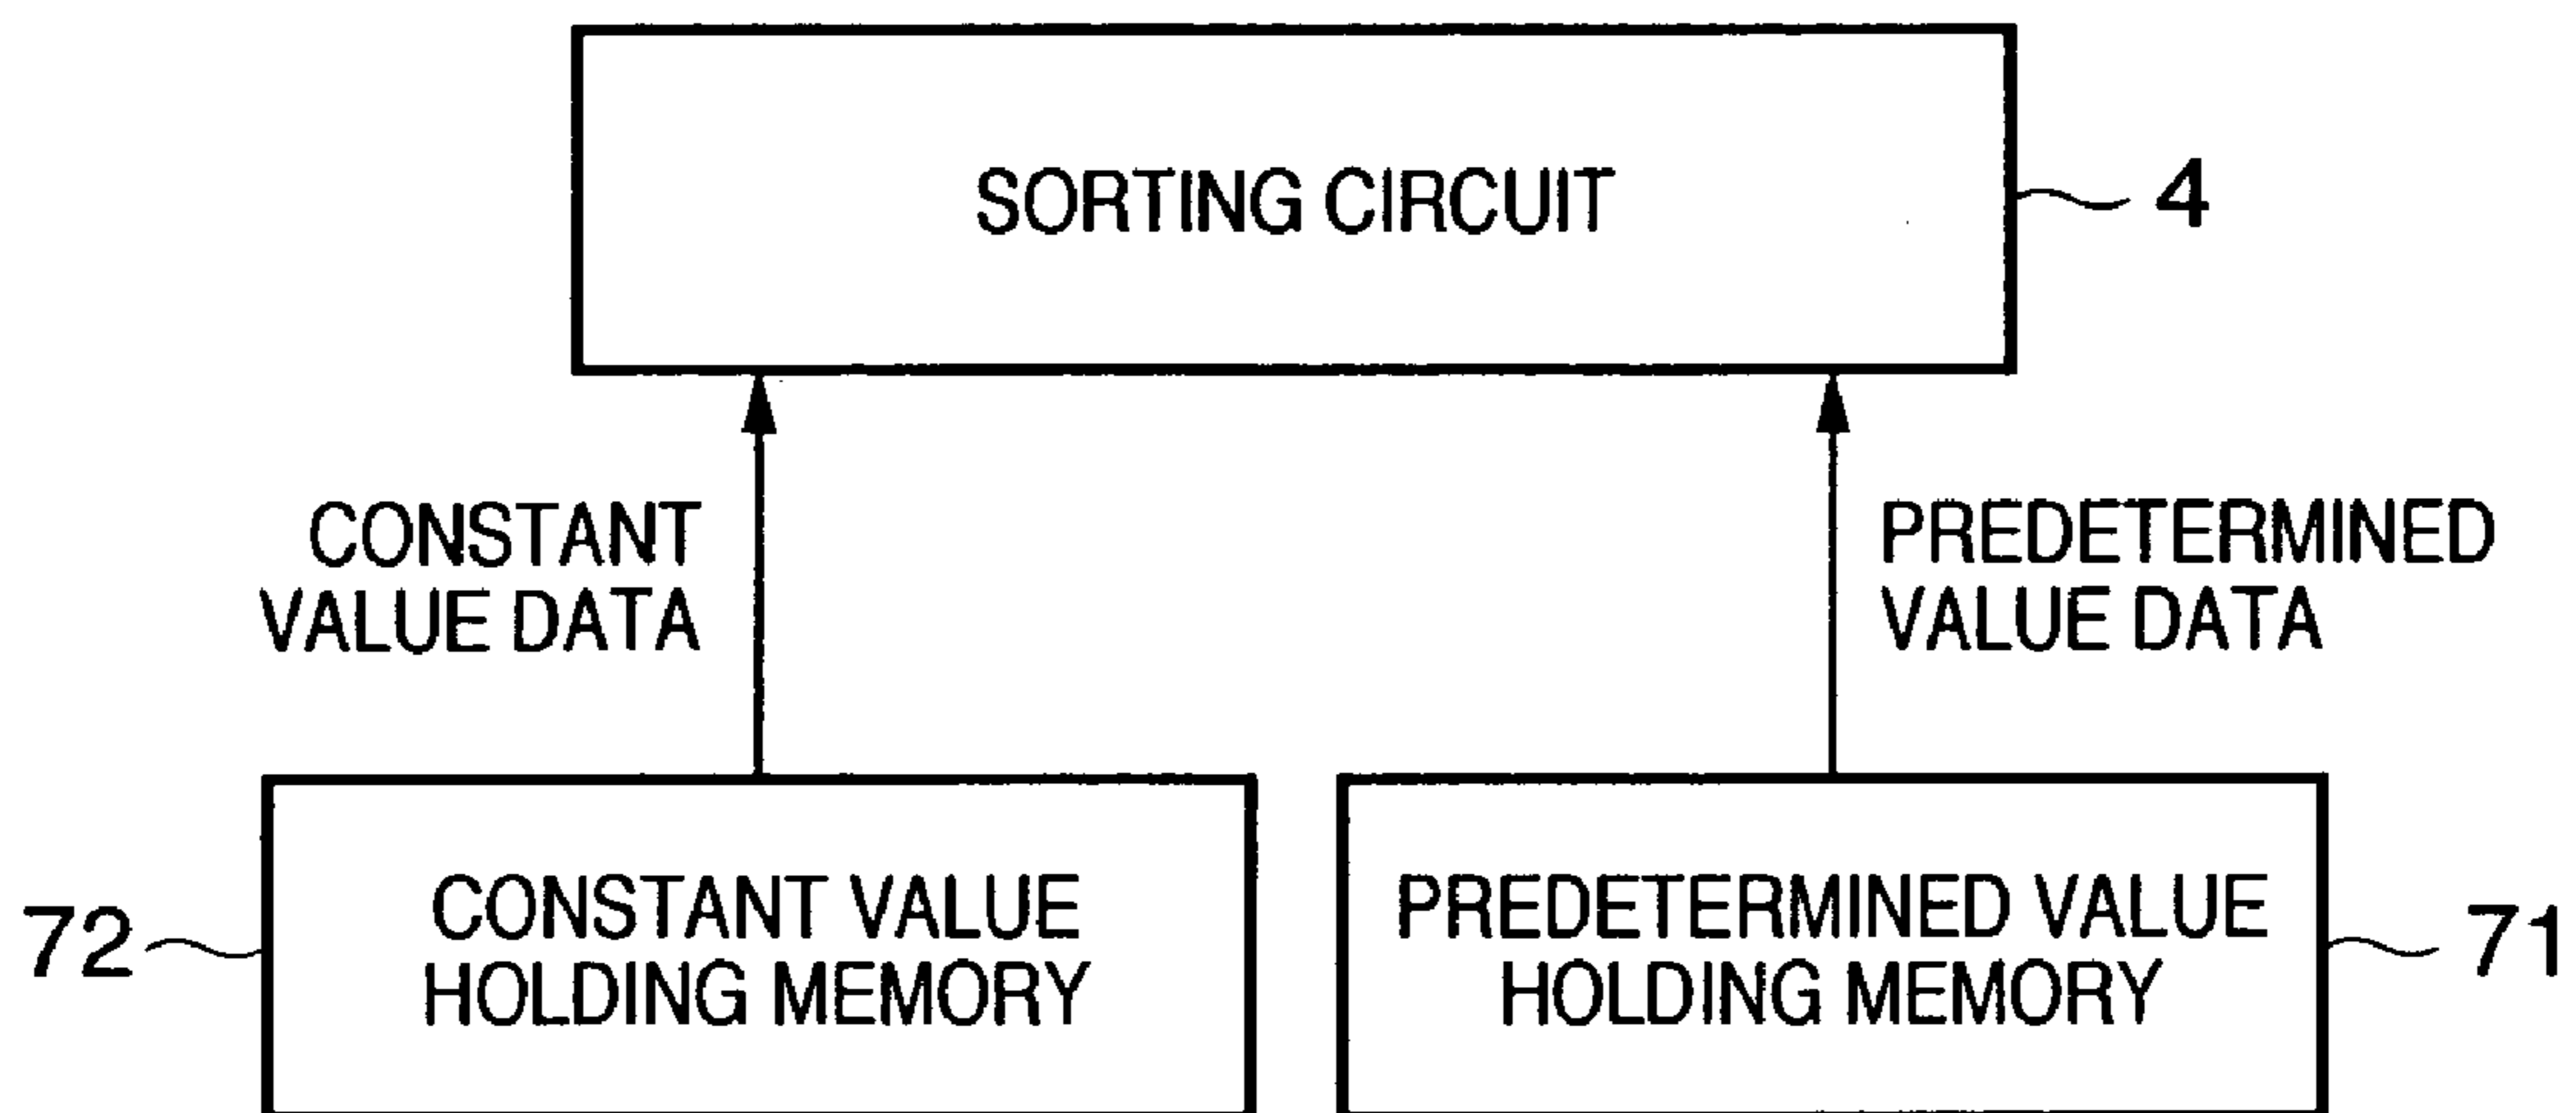 SORTING CIRCUIT
4
CONSTANT
VALUE DATA
PREDETERMINED
VALUE DATA
72
CONSTANT VALUE
HOLDING MEMORY
PREDETERMINED VALUE
HOLDING MEMORY
71